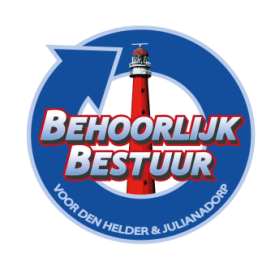 BEHOORLIJK
BESTUUR
VOOR DEN HELDER & JULIANADORP